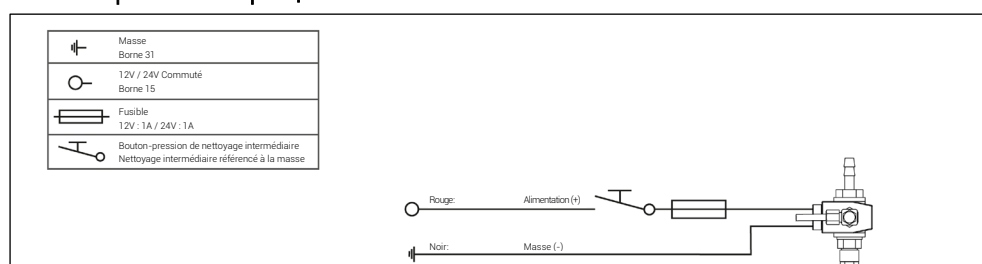 Masse
Borne 31
12V / 24V Commuté
Borne 15
Fusible
12V : 1A / 24V : 1A
Bouton-pression de nettoyage intermédiaire
Nettoyage intermédiaire référencé à la masse
Rouge: Alimentation (+)
Noir: Masse (-)